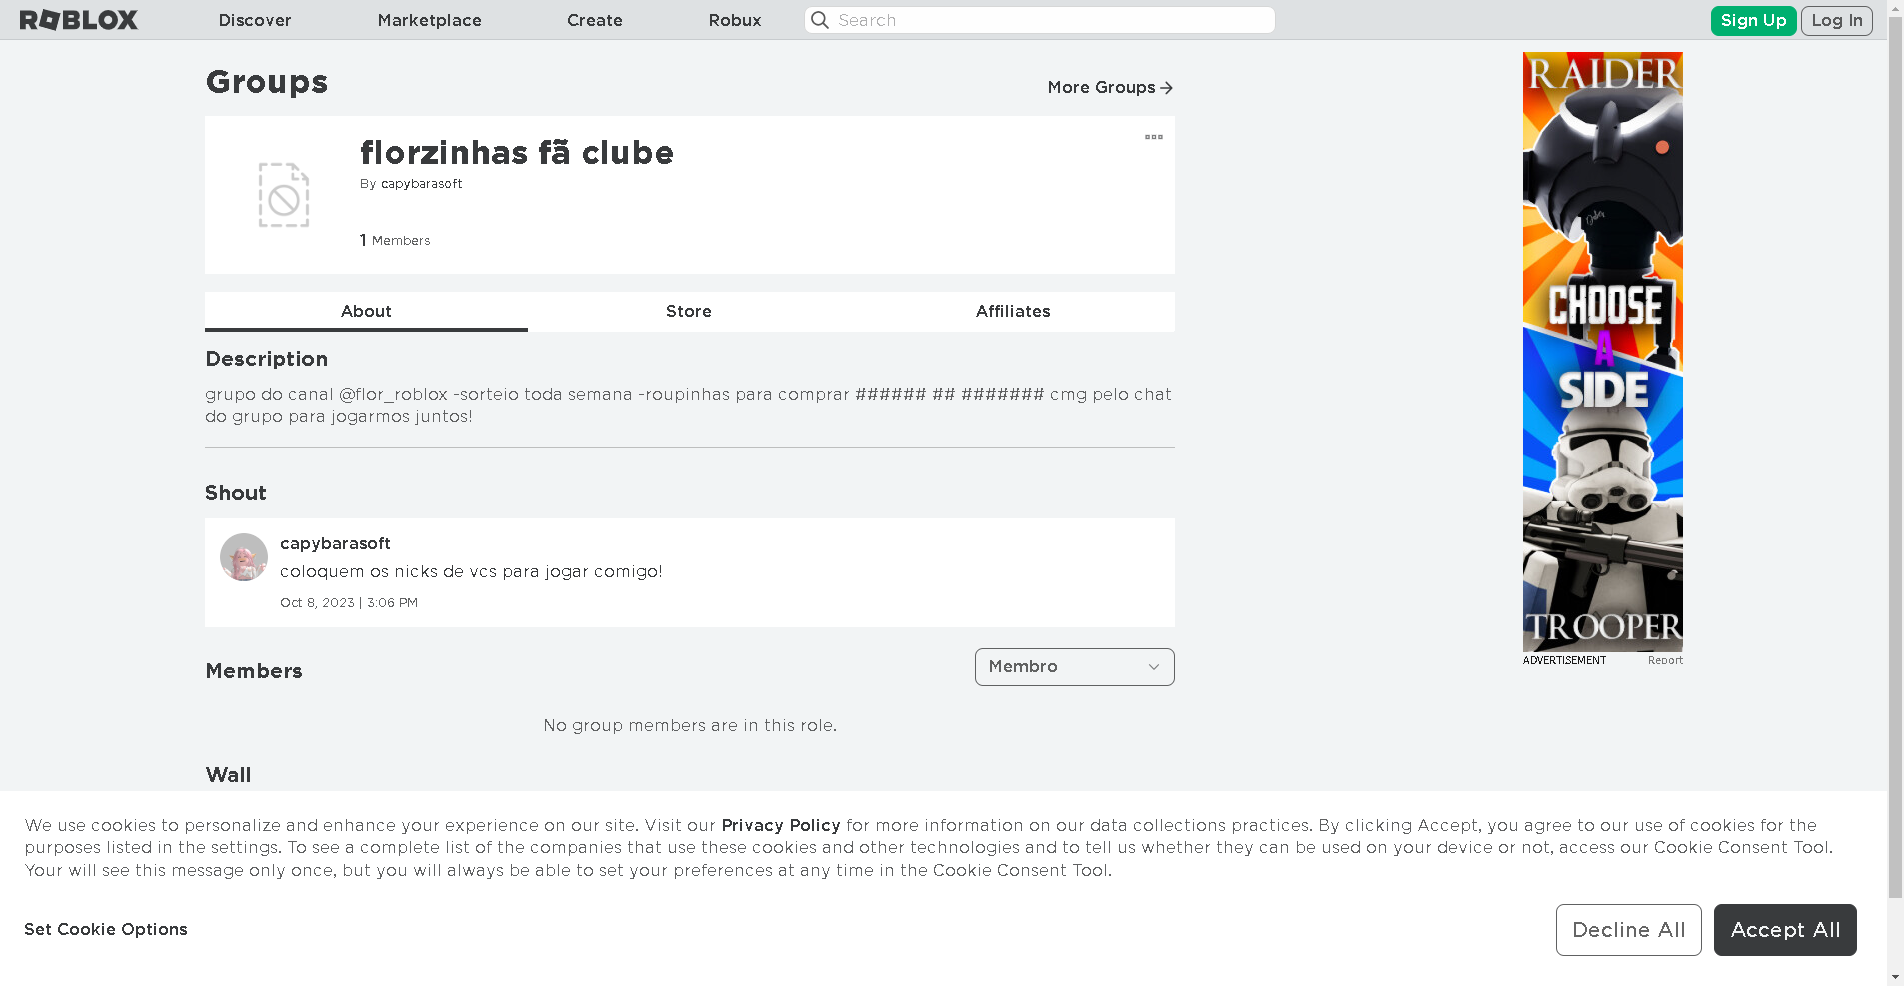 ROBLOX
Discover
Marketplace
Create
Robux
Search
Sign Up
Log In
Groups
More Groups
florzinhas fã clube
By capybarasoft
1 Members
About
Store
Affiliates
Description
grupo do canal @flor_roblox -sorteio toda semana -roupinhas para comprar ###### ## ####### cmg pelo chat
do grupo para jogarmos juntos!
Shout
capybarasoft
coloquem os nicks de vcs para jogar comigo!
Oct 8, 2023 | 3:06 PM
Members
Membro
No group members are in this role.
Wall
RAIDER
CHOOSE
A
SIDE
TROOPER
ADVERTISEMENT
Report
We use cookies to personalize and enhance your experience on our site. Visit our Privacy Policy for more information on our data collections practices. By clicking Accept, you agree to our use of cookies for the
purposes listed in the settings. To see a complete list of the companies that use these cookies and other technologies and to tell us whether they can be used on your device or not, access our Cookie Consent Tool.
Your will see this message only once, but you will always be able to set your preferences at any time in the Cookie Consent Tool.
Set Cookie Options
Decline All
Accept All